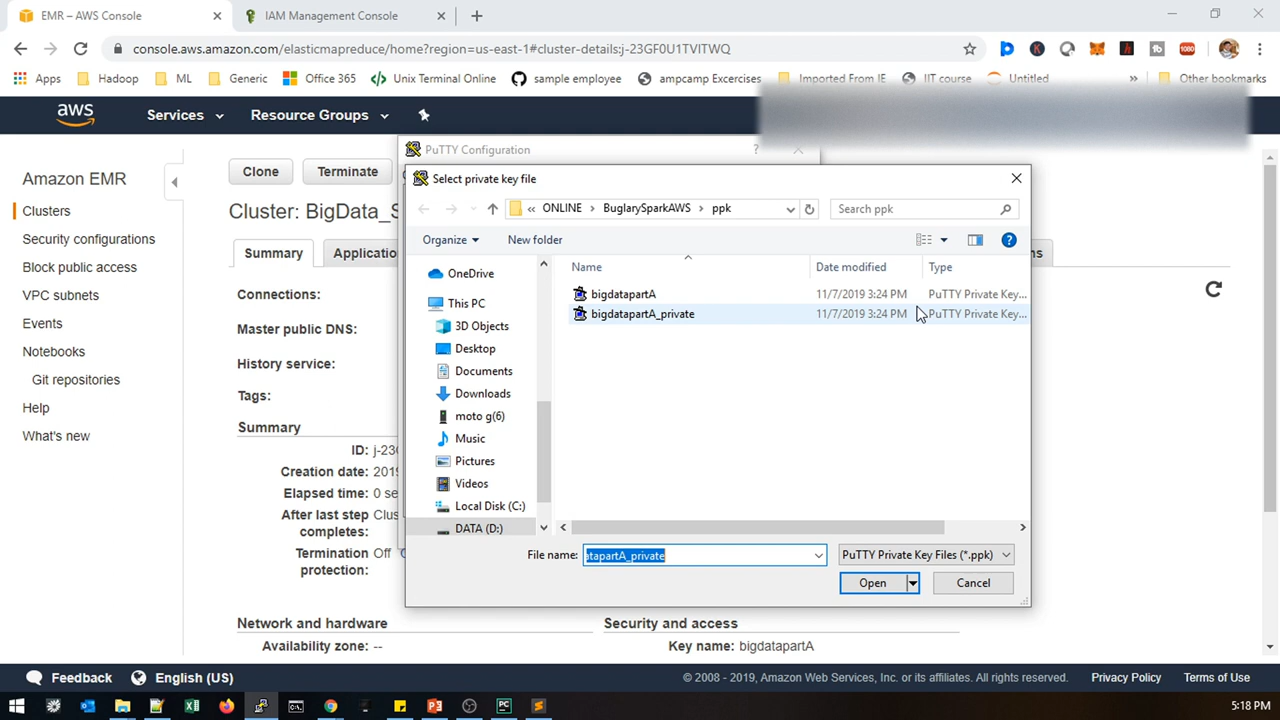 EMR – AWS Console
IAM Management Console
console.aws.amazon.com/elasticmapreduce/home?region=us-east-1#cluster-details:j-23GF0U1TVITWQ
Apps
Hadoop
ML
Generic
Office 365
Unix Terminal Online
sample employee
ampcamp Excercises
Imported From IE
IIT course
Untitled
»
Other bookmarks
aws
Services
Resource Groups
PuTTY Configuration
?
Amazon EMR
Clusters
Security configurations
Block public access
VPC subnets
Events
Notebooks
Git repositories
Help
What's new
Clone
Terminate
Cluster: BigData_S
Summary
Applicatio
ns
Connections:
Master public DNS:
History service:
Tags:
Summary
ID: j-23G
Creation date: 2019
Elapsed time: 0 se
After last step Clus
completes:
Termination Off
protection:
Network and hardware
Availability zone: --
Security and access
Key name: bigdatapartA
Select private key file
« ONLINE › BuglarySparkAWS › ppk
Search ppk
Organize
New folder
OneDrive
This PC
3D Objects
Desktop
Documents
Downloads
moto g(6)
Music
Pictures
Videos
Local Disk (C:)
DATA (D:)
Name Date modified Type
bigdatapartA 11/7/2019 3:24 PM PuTTY Private Key...
bigdatapartA_private 11/7/2019 3:24 PM PuTTY Private Key...
File name: atapartA_private
PuTTY Private Key Files (*.ppk)
Open
Cancel
Feedback
English (US)
© 2008 - 2019, Amazon Web Services, Inc. or its affiliates. All rights reserved.
Privacy Policy
Terms of Use
5:18 PM